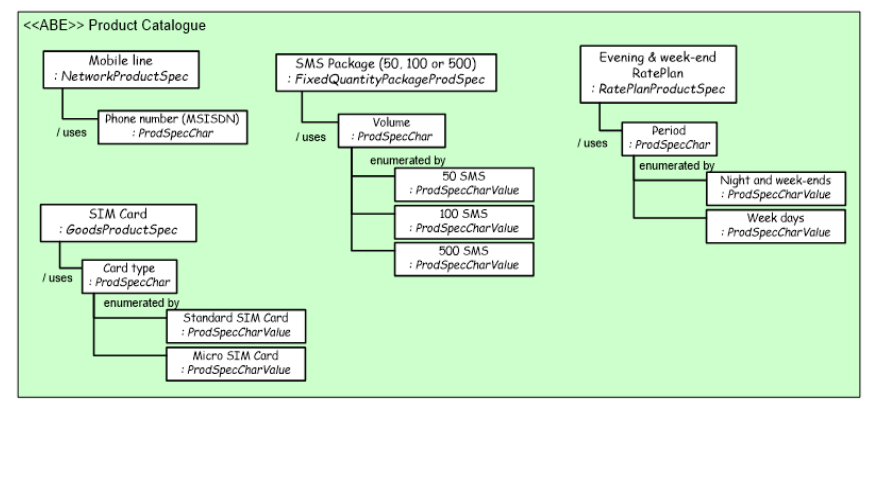 <<ABE>> Product Catalogue
Mobile line
: NetworkProductSpec
/ uses
Phone number (MSISDN)
: ProdSpecChar
SIM Card
: GoodsProductSpec
/ uses
Card type
: ProdSpecChar
enumerated by
Standard SIM Card
: ProdSpecCharValue
Micro SIM Card
: ProdSpecCharValue
SMS Package (50, 100 or 500)
: FixedQuantityPackageProdSpec
/ uses
Volume
: ProdSpecChar
enumerated by
50 SMS
: ProdSpecCharValue
100 SMS
: ProdSpecCharValue
500 SMS
: ProdSpecCharValue
Evening & week-end
RatePlan
: RatePlanProductSpec
/ uses
Period
: ProdSpecChar
enumerated by
Night and week-ends
: ProdSpecCharValue
Week days
: ProdSpecCharValue